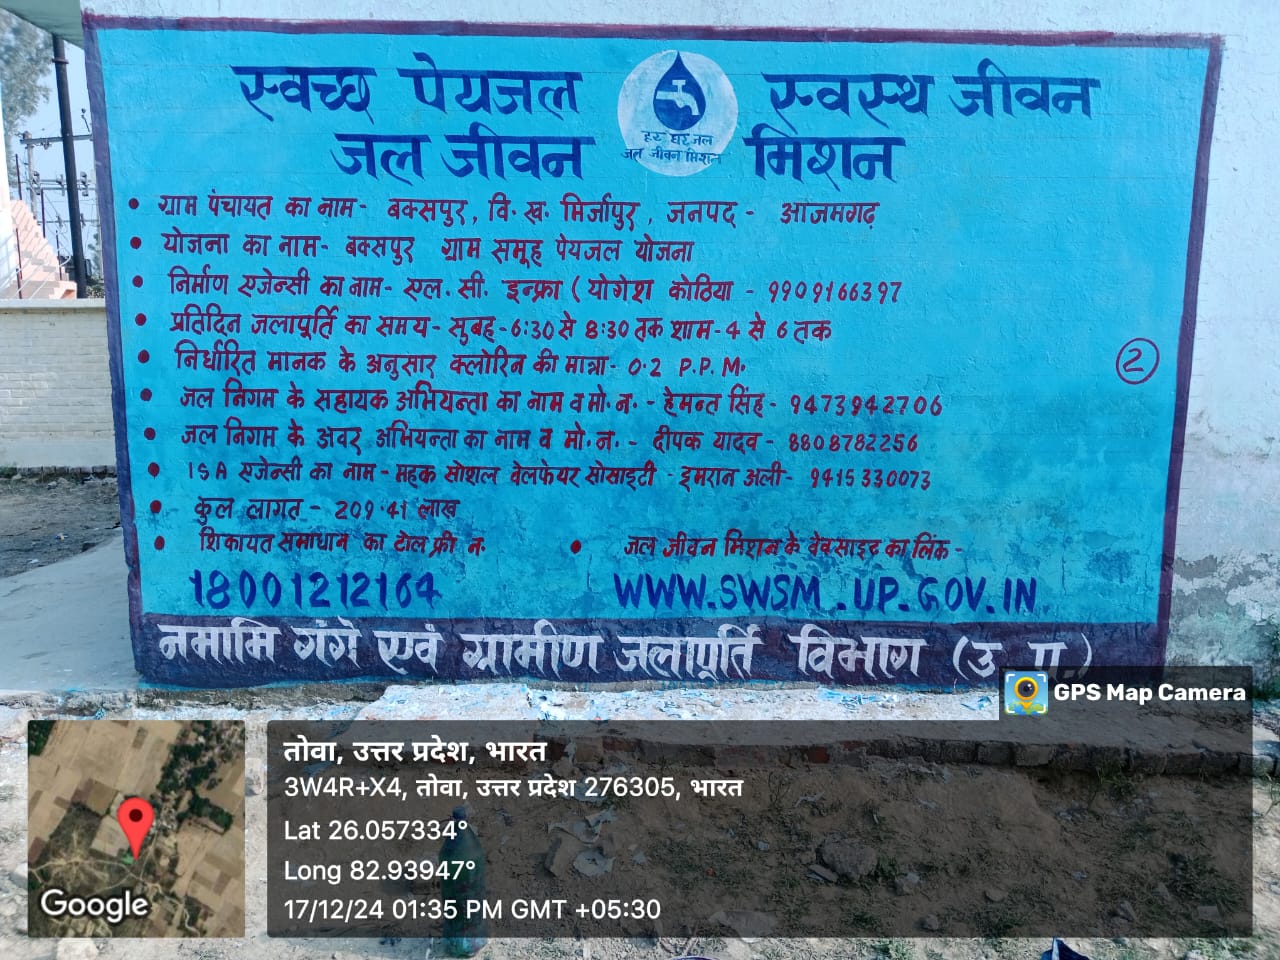 स्वच्छ पेयजल स्वस्थ जीवन
जल जीवन मिशन
हर घर जल
जल जीवन मिशन
• ग्राम पंचायत का नाम - बक्सपुर, वि. ख. मिर्जापुर, जनपद - आजमगढ़
• योजना का नाम - बक्सपुर ग्राम समूह पेयजल योजना
• निर्माण एजेन्सी का नाम - एल. सी. इन्फ्रा ( योगेश कोठिया - 9909166397
• प्रतिदिन जलापूर्ति का समय - सुबह - 6:30 से 8:30 तक शाम - 4 से 6 तक
• निर्धारित मानक के अनुसार क्लोरिन की मात्रा - 0.2 P.P.M.
2
• जल निगम के सहायक अभियन्ता का नाम व मो. न. - हेमन्त सिंह - 9473942706
• जल निगम के अवर अभियन्ता का नाम व मो. न. - दीपक यादव - 8808782256
• ISA एजेन्सी का नाम - महक सोशल वेलफेयर सोसाइटी - इमरान अली - 9415330073
• कुल लागत - 209.41 लाख
• शिकायत समाधान का टोल फ्री न.
18001212164
• जल जीवन मिशन के वेबसाइट का लिंक -
WWW.SWSM.UP.GOV.IN
नमामि गंगे एवं ग्रामीण जलापूर्ति विभाग (उ. प्र.)
GPS Map Camera
तोवा, उत्तर प्रदेश, भारत
3W4R+X4, तोवा, उत्तर प्रदेश 276305, भारत
Lat 26.057334°
Long 82.93947°
17/12/24 01:35 PM GMT +05:30
Google